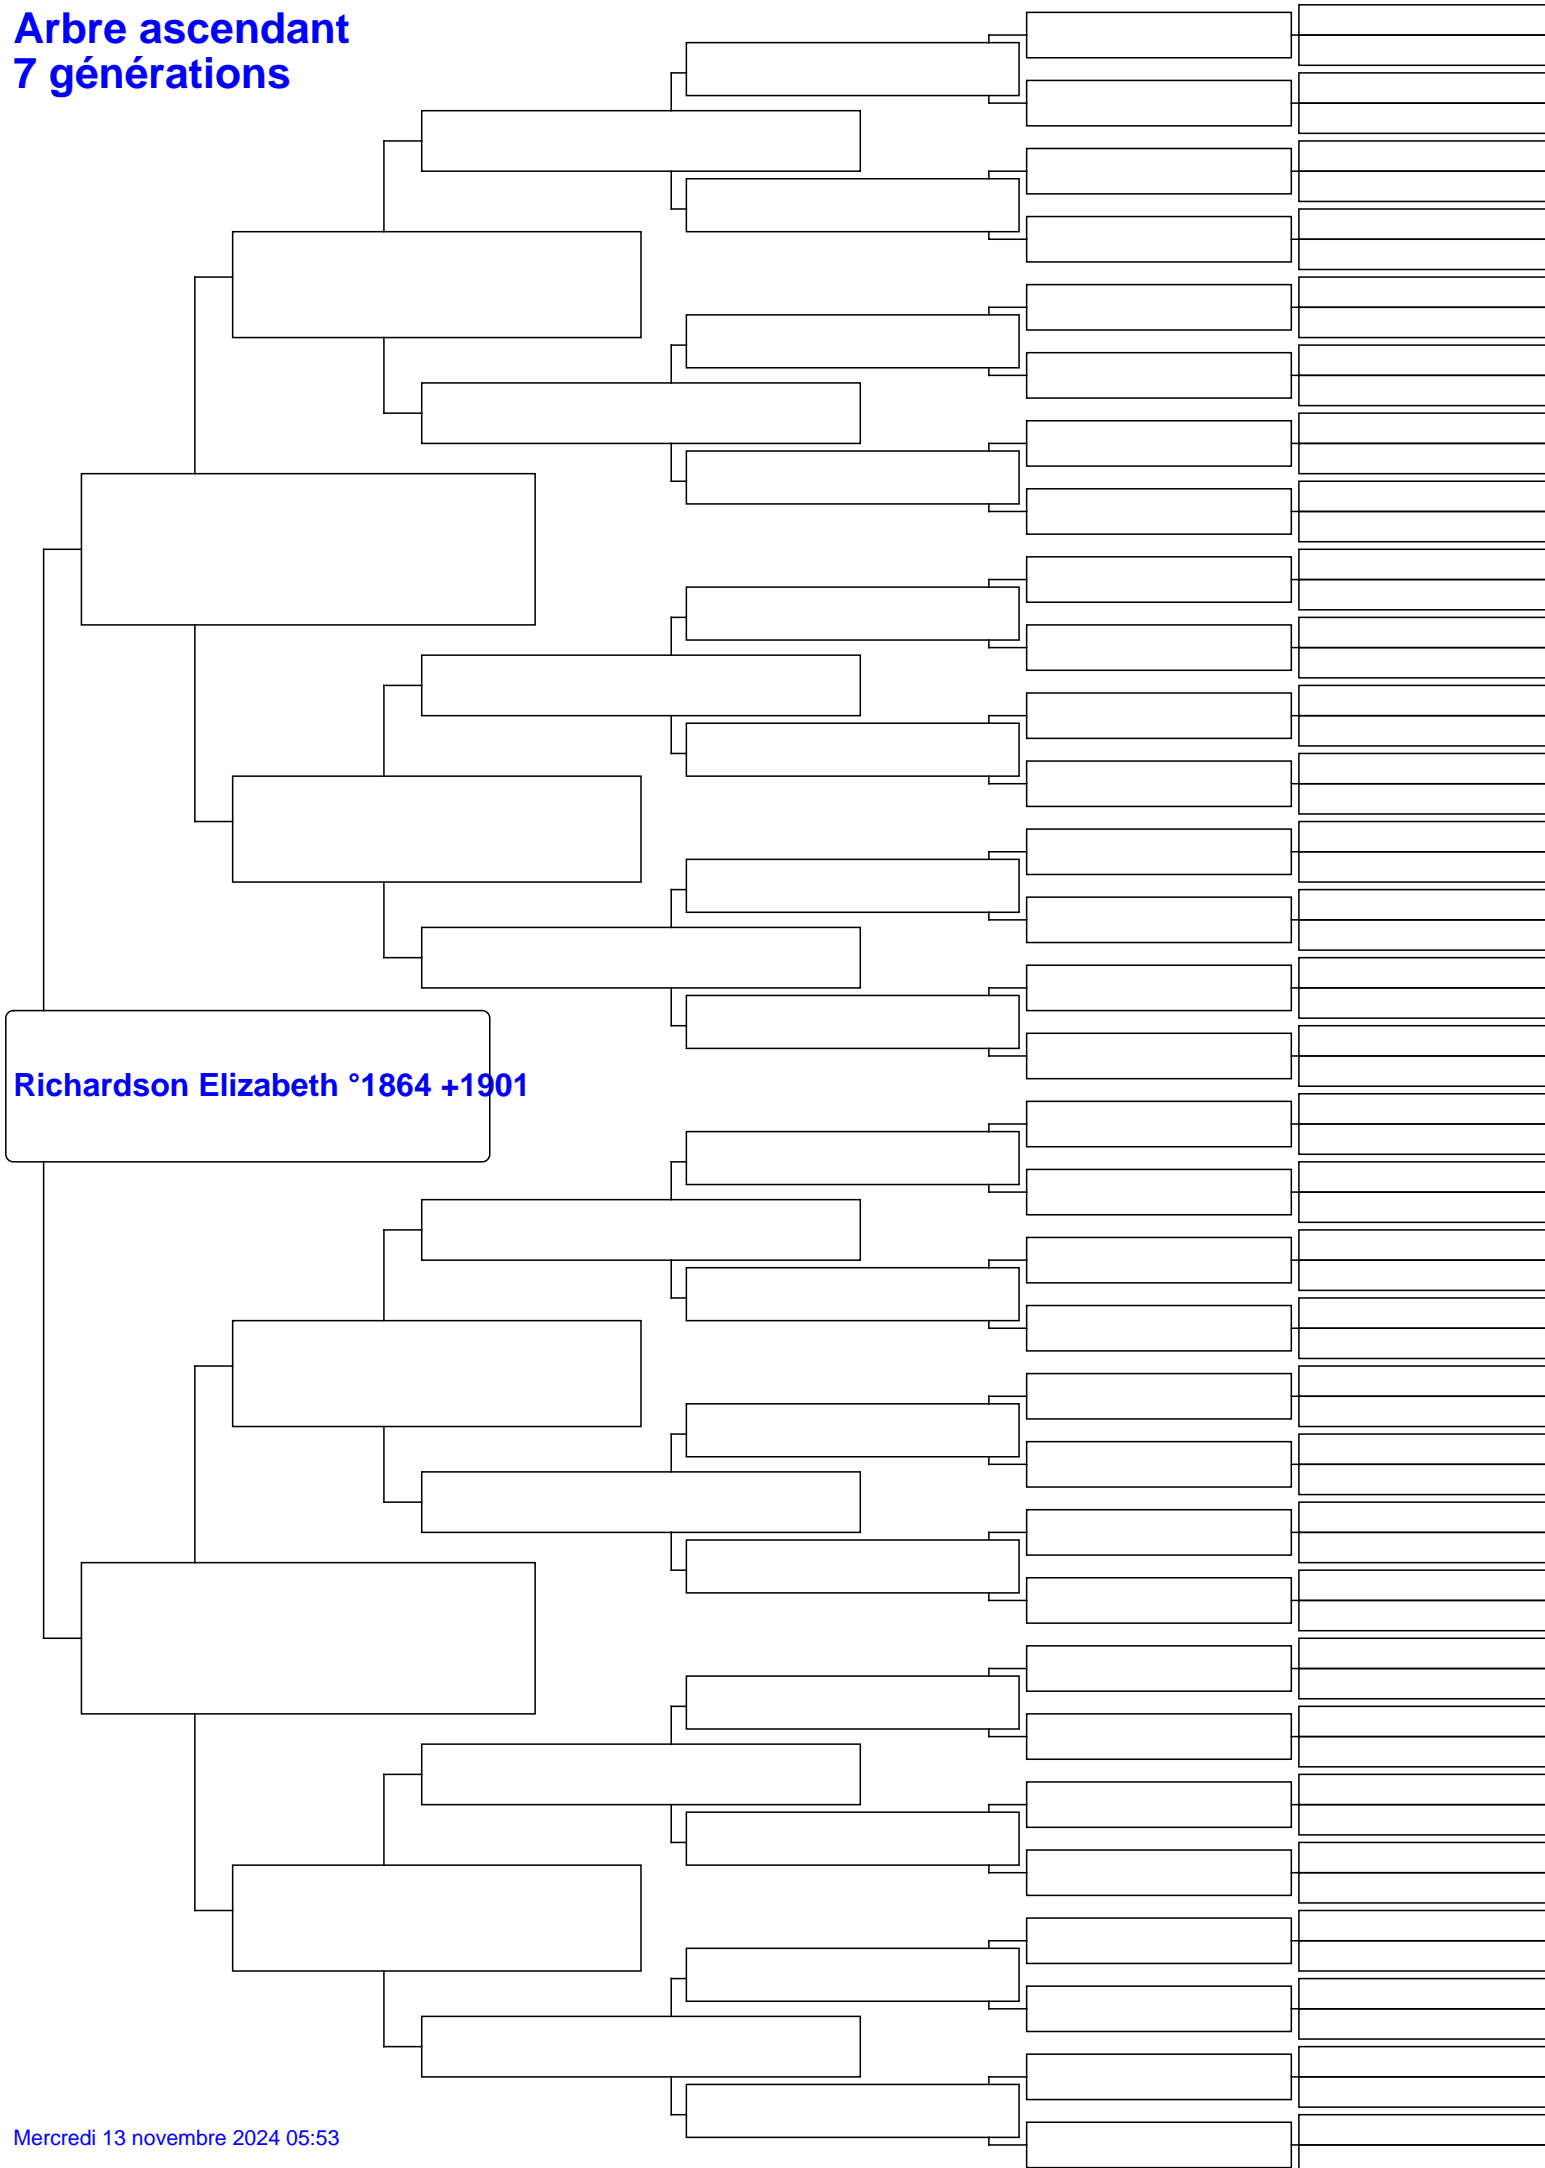 Arbre ascendant
7 générations
Richardson Elizabeth °1864 +1901
Mercredi 13 novembre 2024 05:53